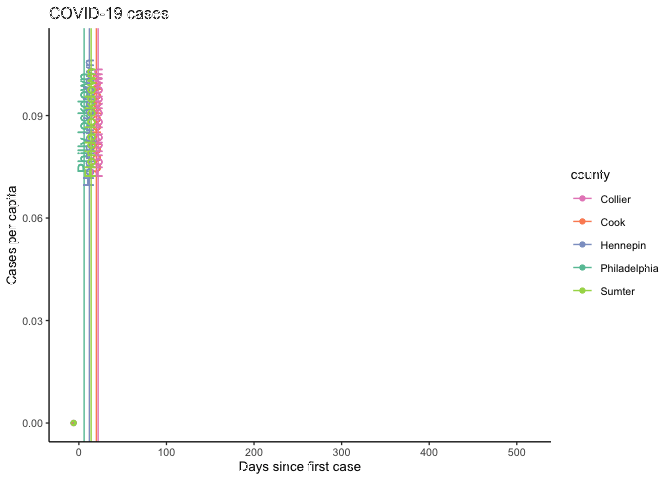 COVID-19 cases
Philly lockdown
0.09
0.06
0.03
0.00
Cases per capita
0
100
200
300
400
500
Days since first case
county
Collier
Cook
Hennepin
Philadelphia
Sumter